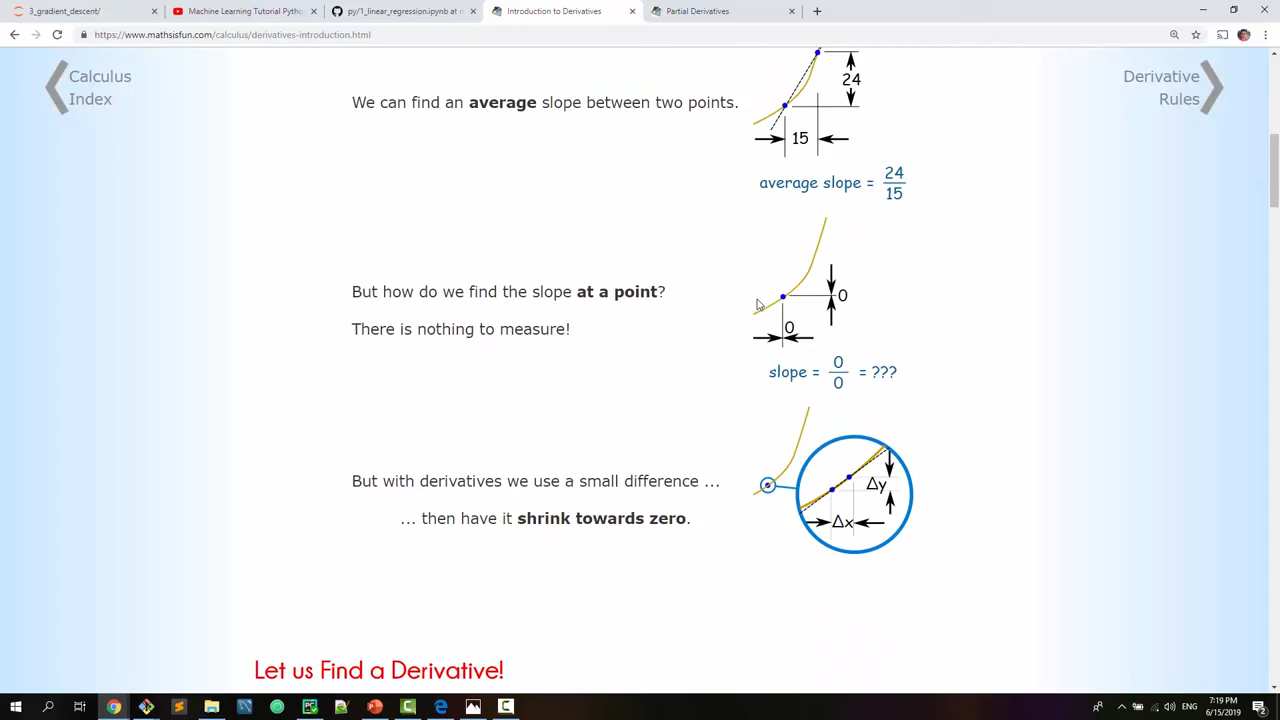 3_gradient_descent/
Machine Learning Tutorial Python
py/1_linear_regression.ipynb at m
Introduction to Derivatives
Partial Derivatives
https://www.mathsisfun.com/calculus/derivatives-introduction.html
Calculus
Index
Derivative
Rules
We can find an average slope between two points.
24
15
average slope = 24/15
But how do we find the slope at a point?
There is nothing to measure!
0
0
slope = 0/0 = ???
But with derivatives we use a small difference ...
... then have it shrink towards zero.
Δy
Δx
Let us Find a Derivative!
ENG
7:19 PM
6/15/2019
2